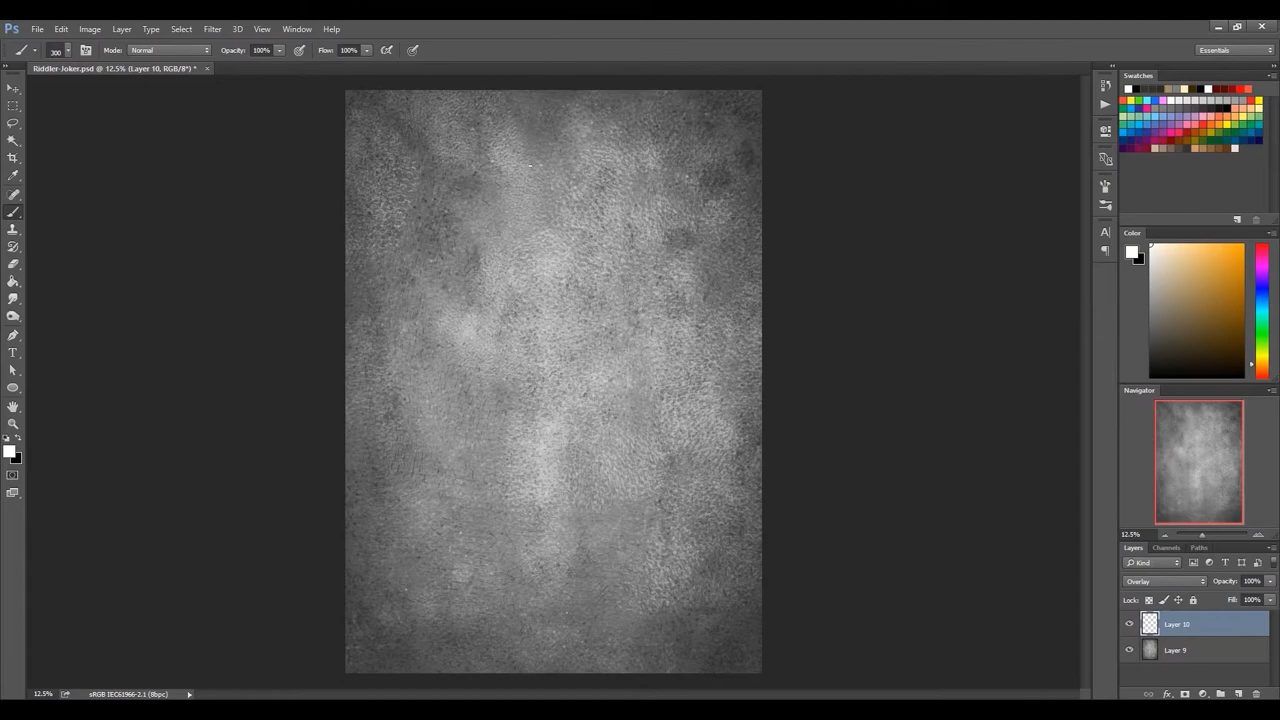 Ps File Edit Image Layer Type Select Filter 3D View Window Help
300 Mode: Normal Opacity: 100% Flow: 100% Essentials
Riddler-Joker.psd @ 12.5% (Layer 10, RGB/8*) * ×
Swatches
Color
Navigator
12.5%
Layers Channels Paths
Kind
Overlay Opacity: 100%
Lock: Fill: 100%
Layer 10
Layer 9
12.5% sRGB IEC61966-2.1 (8bpc)